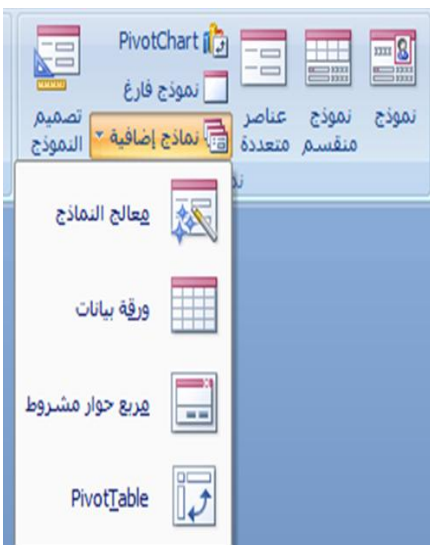 نموذج
نموذج منقسم
عناصر متعددة
PivotChart
نموذج فارغ
نماذج إضافية
تصميم النموذج
معالج النماذج
ورقة بيانات
مربع حوار مشروط
PivotTable